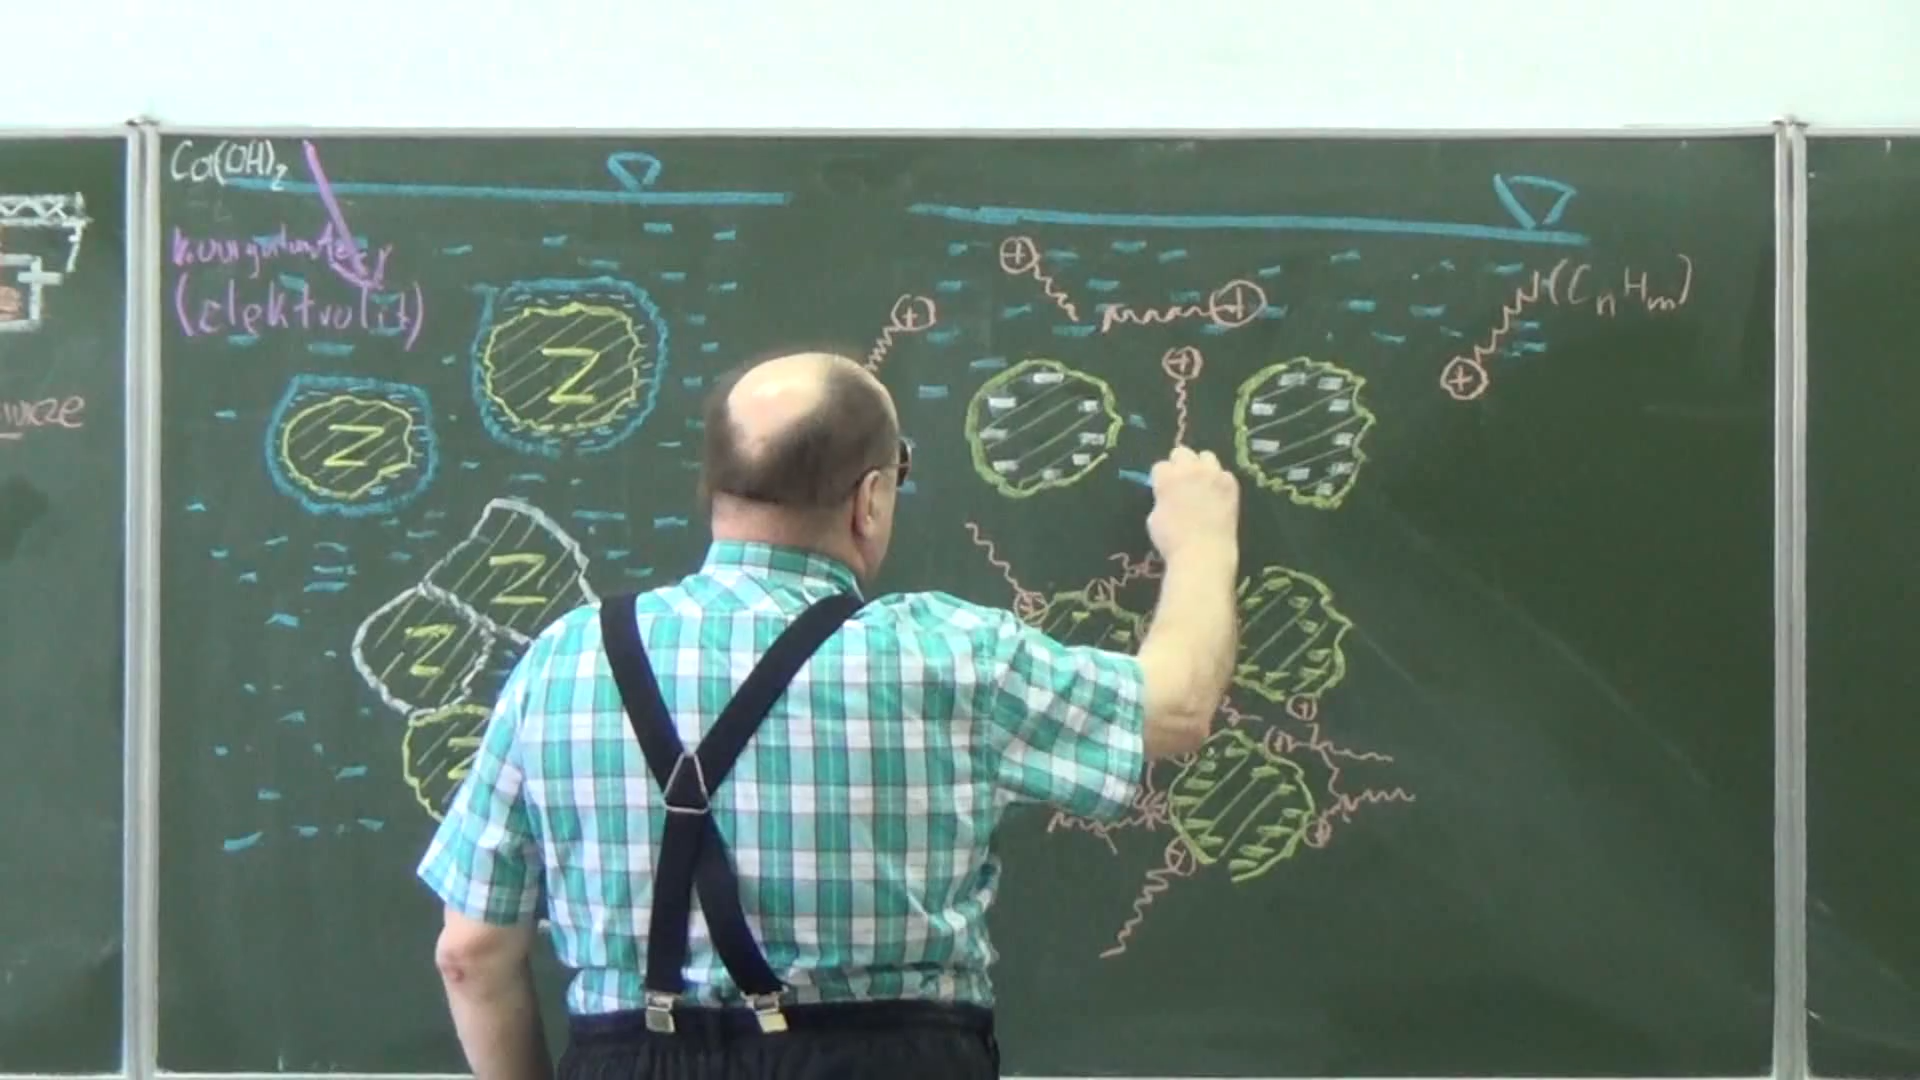 Ca(OH)₂
(elektrolit)
Z
Z
Z
Z
Z
+
+
+
+
+
(CₙHₘ)